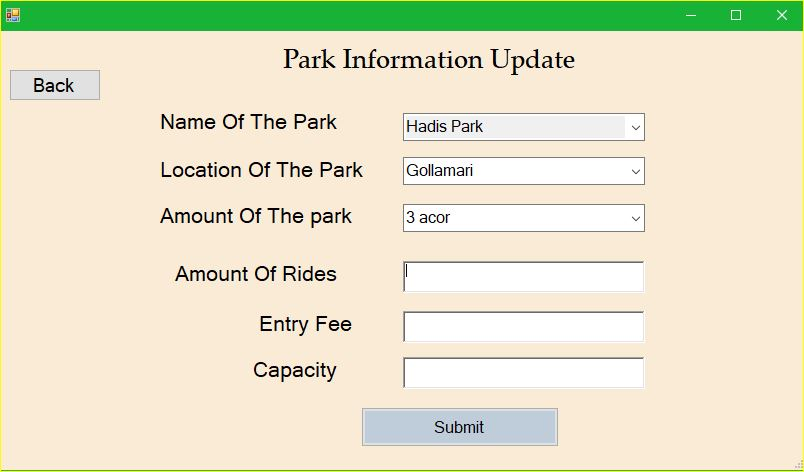 Park Information Update
Back
Name Of The Park
Hadis Park
Location Of The Park
Gollamari
Amount Of The park
3 acor
Amount Of Rides
Entry Fee
Capacity
Submit